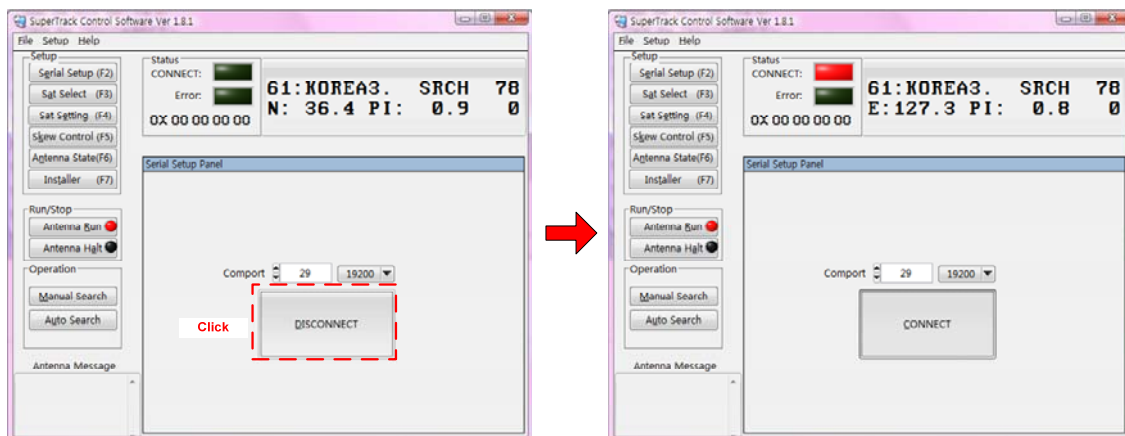 SuperTrack Control Software Ver 1.8.1
File Setup Help
Setup
Serial Setup (F2)
Sat Select (F3)
Sat Setting (F4)
Skew Control (F5)
Antenna State(F6)
Installer (F7)
Run/Stop
Antenna Run
Antenna Halt
Operation
Manual Search
Auto Search
Antenna Message
Status
CONNECT:
Error:
0X 00 00 00 00
61:KOREA3. SRCH 78
N: 36.4 PI: 0.9 0
Serial Setup Panel
Comport 29 19200
Click
DISCONNECT
SuperTrack Control Software Ver 1.8.1
File Setup Help
Setup
Serial Setup (F2)
Sat Select (F3)
Sat Setting (F4)
Skew Control (F5)
Antenna State(F6)
Installer (F7)
Run/Stop
Antenna Run
Antenna Halt
Operation
Manual Search
Auto Search
Antenna Message
Status
CONNECT:
Error:
0X 00 00 00 00
61:KOREA3. SRCH 78
E:127.3 PI: 0.8 0
Serial Setup Panel
Comport 29 19200
CONNECT